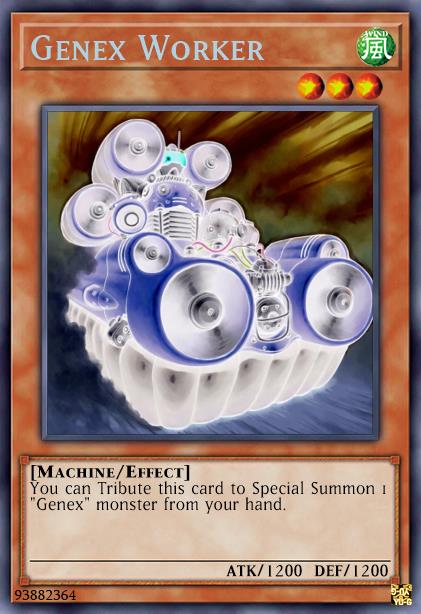 Genex Worker
WIND
風
[Machine/Effect]
You can Tribute this card to Special Summon 1
"Genex" monster from your hand.
ATK/1200 DEF/1200
93882364